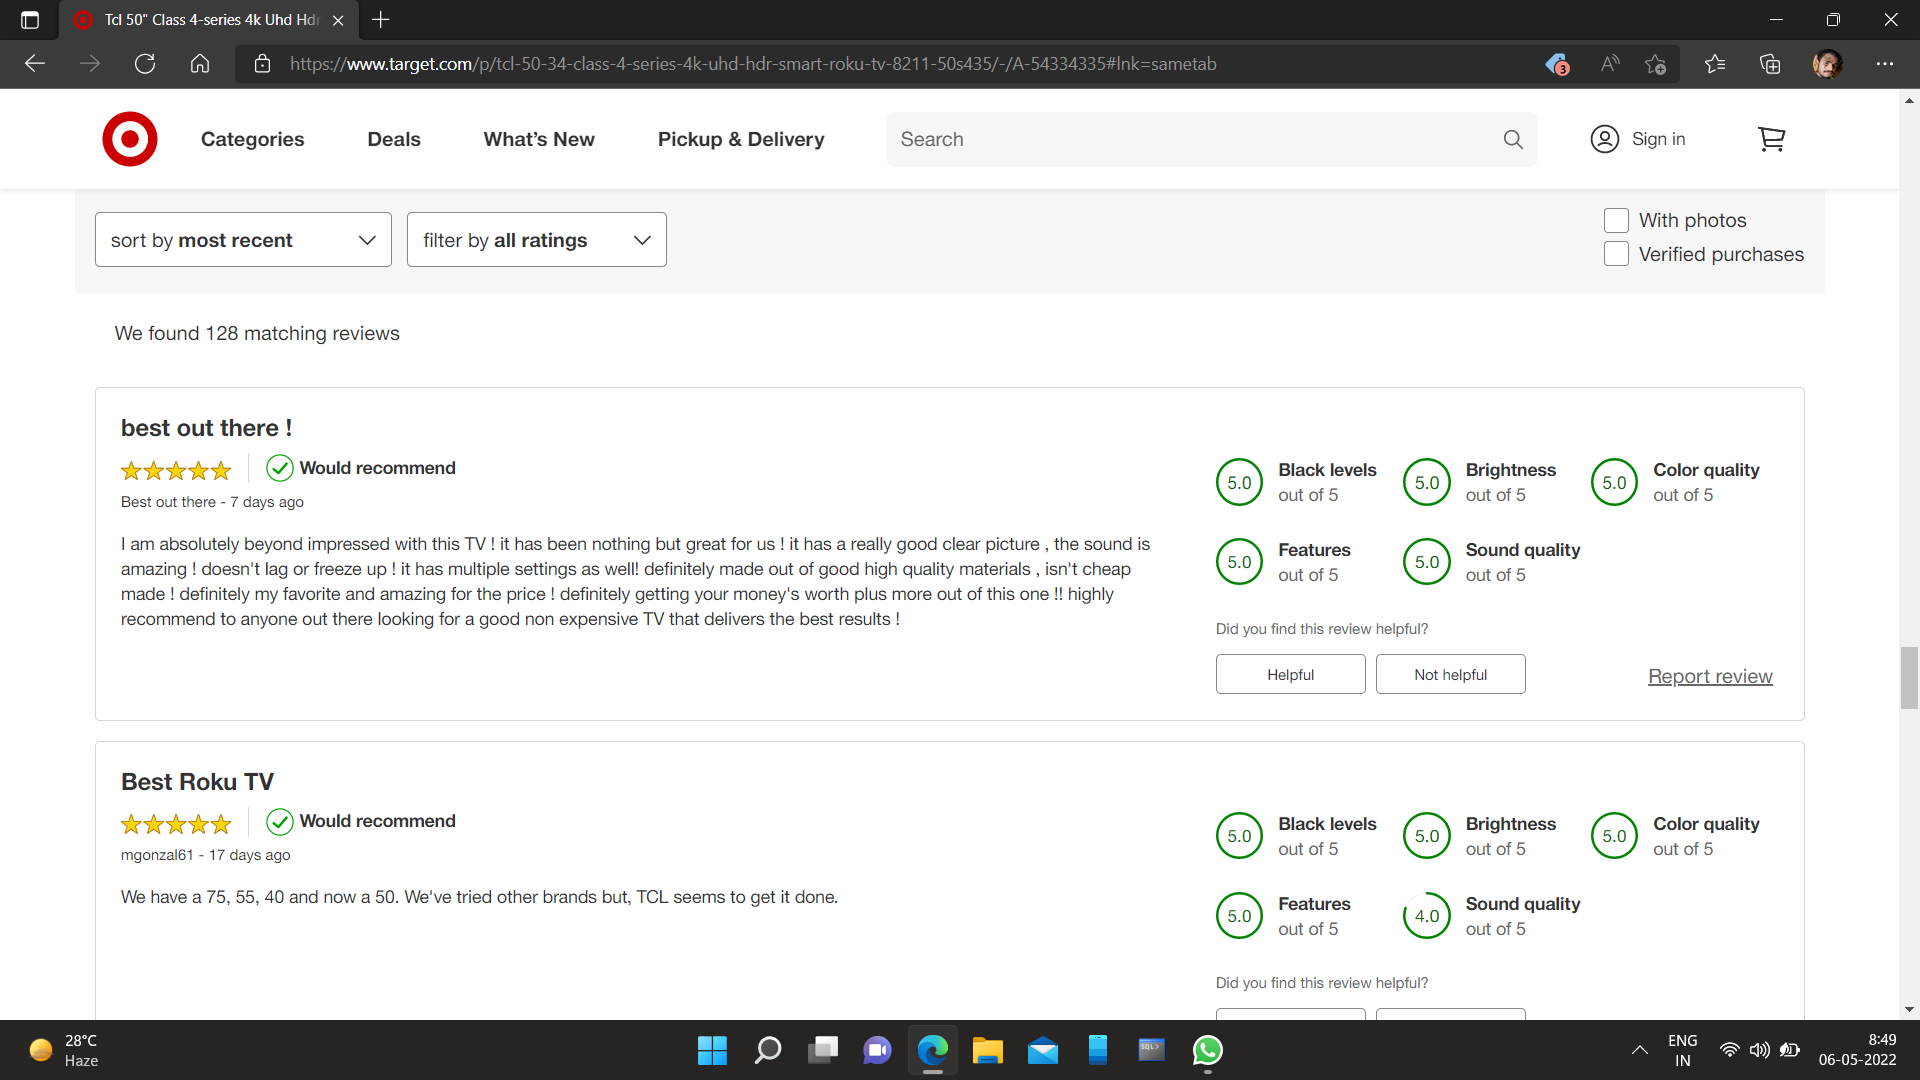 Tcl 50" Class 4-series 4k Uhd Hdr
https://www.target.com/p/tcl-50-34-class-4-series-4k-uhd-hdr-smart-roku-tv-8211-50s435/-/A-54334335#lnk=sametab
3
Categories
Deals
What's New
Pickup & Delivery
Search
Sign in
sort by most recent
filter by all ratings
With photos
Verified purchases
We found 128 matching reviews
best out there !
Would recommend
Best out there - 7 days ago
I am absolutely beyond impressed with this TV ! it has been nothing but great for us ! it has a really good clear picture , the sound is
amazing ! doesn't lag or freeze up ! it has multiple settings as well! definitely made out of good high quality materials , isn't cheap
made ! definitely my favorite and amazing for the price ! definitely getting your money's worth plus more out of this one !! highly
recommend to anyone out there looking for a good non expensive TV that delivers the best results !
5.0 Black levels
out of 5
5.0 Brightness
out of 5
5.0 Color quality
out of 5
5.0 Features
out of 5
5.0 Sound quality
out of 5
Did you find this review helpful?
Helpful
Not helpful
Report review
Best Roku TV
Would recommend
mgonzal61 - 17 days ago
We have a 75, 55, 40 and now a 50. We've tried other brands but, TCL seems to get it done.
5.0 Black levels
out of 5
5.0 Brightness
out of 5
5.0 Color quality
out of 5
5.0 Features
out of 5
4.0 Sound quality
out of 5
Did you find this review helpful?
28°C
Haze
SQL>
ENG
IN
8:49
06-05-2022